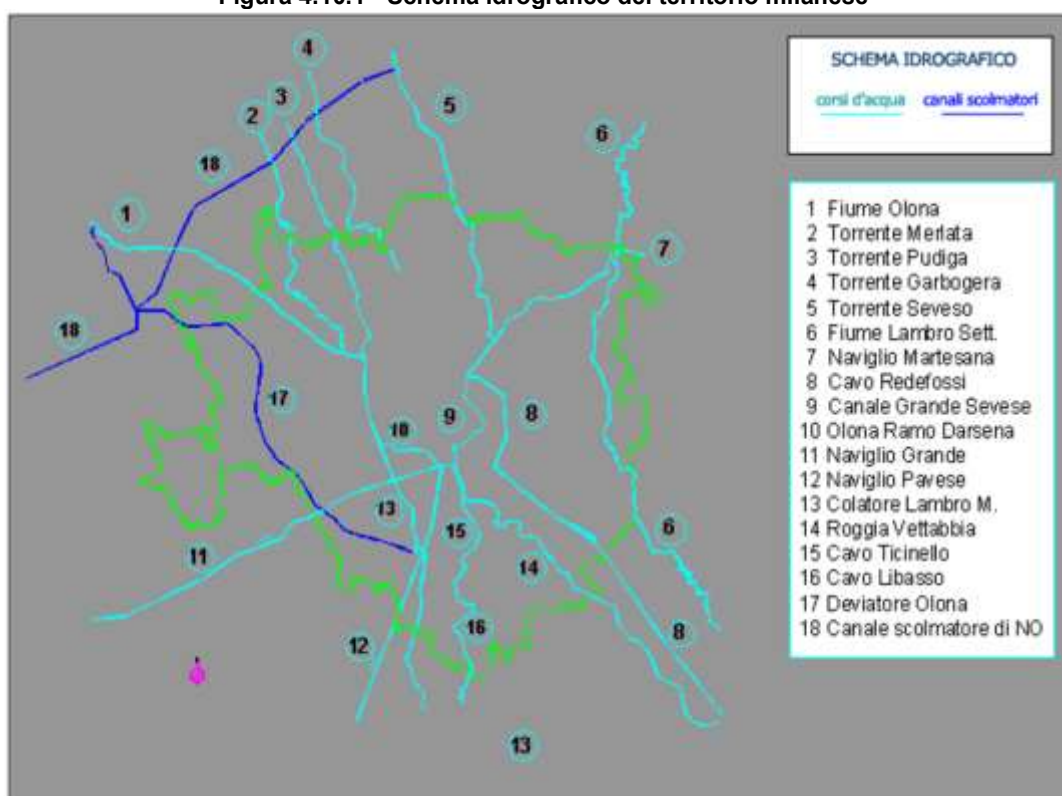 Figura 4.10.1 - Schema idrografico del territorio milanese
SCHEMA IDROGRAFICO
corsi d'acqua canali scolmatori
1 Fiume Olona
2 Torrente Merlata
3 Torrente Pudiga
4 Torrente Garbogera
5 Torrente Seveso
6 Fiume Lambro Sett.
7 Naviglio Martesana
8 Cavo Redefossi
9 Canale Grande Sevese
10 Olona Ramo Darsena
11 Naviglio Grande
12 Naviglio Pavese
13 Colatore Lambro M.
14 Roggia Vettabbia
15 Cavo Ticinello
16 Cavo Libasso
17 Deviatore Olona
18 Canale scolmatore di NO
4
3
5
2
6
18
1
7
18
17
9
8
10
13
15
6
11
14
16
8
12
13